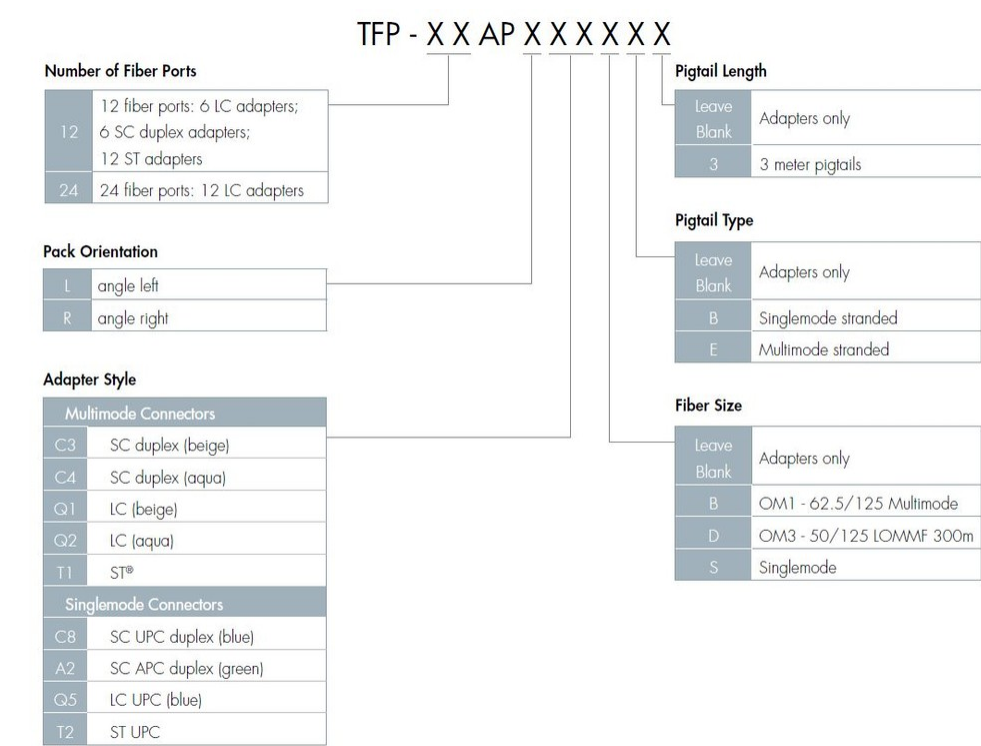 TFP - X X AP X X X X X X
Number of Fiber Ports
12
12 fiber ports: 6 LC adapters;
6 SC duplex adapters;
12 ST adapters
24
24 fiber ports: 12 LC adapters
Pack Orientation
L
angle left
R
angle right
Adapter Style
Multimode Connectors
C3
SC duplex (beige)
C4
SC duplex (aqua)
Q1
LC (beige)
Q2
LC (aqua)
T1
ST®
Singlemode Connectors
C8
SC UPC duplex (blue)
A2
SC APC duplex (green)
Q5
LC UPC (blue)
T2
ST UPC
Pigtail Length
Leave
Blank
Adapters only
3
3 meter pigtails
Pigtail Type
Leave
Blank
Adapters only
B
Singlemode stranded
E
Multimode stranded
Fiber Size
Leave
Blank
Adapters only
B
OM1 - 62.5/125 Multimode
D
OM3 - 50/125 LOMMF 300m
S
Singlemode